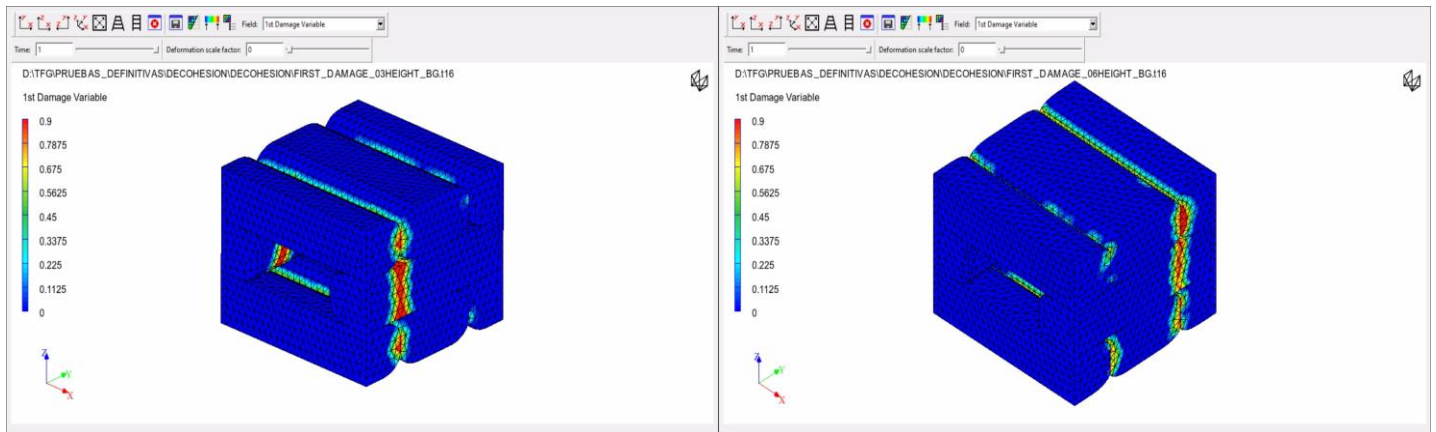 Field: 1st Damage Variable
Time: 1 Deformation scale factor: 0
D:\TFG\PRUEBAS_DEFINITIVAS\DECOHESION\DECOHESION\FIRST_DAMAGE_03HEIGHT_BG.t16
1st Damage Variable
0.9
0.7875
0.675
0.5625
0.45
0.3375
0.225
0.1125
0
Z
Y
X
Field: 1st Damage Variable
Time: 1 Deformation scale factor: 0
D:\TFG\PRUEBAS_DEFINITIVAS\DECOHESION\DECOHESION\FIRST_DAMAGE_06HEIGHT_BG.t16
1st Damage Variable
0.9
0.7875
0.675
0.5625
0.45
0.3375
0.225
0.1125
0
Z
Y
X